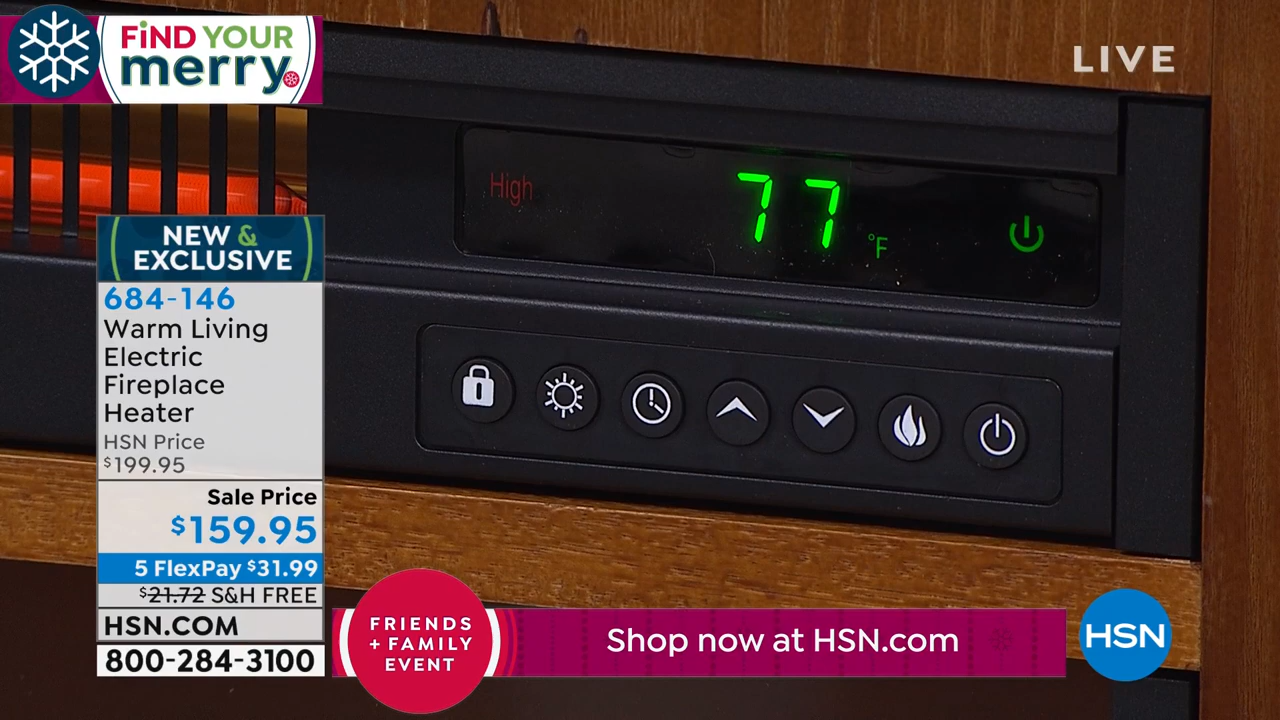 FiND YOUR
merry
LIVE
High
77
°F
NEW &
EXCLUSIVE
684-146
Warm Living
Electric
Fireplace
Heater
HSN Price
$199.95
Sale Price
$159.95
5 FlexPay $31.99
$21.72 S&H FREE
HSN.COM
800-284-3100
FRIENDS
+ FAMILY
EVENT
Shop now at HSN.com
HSN